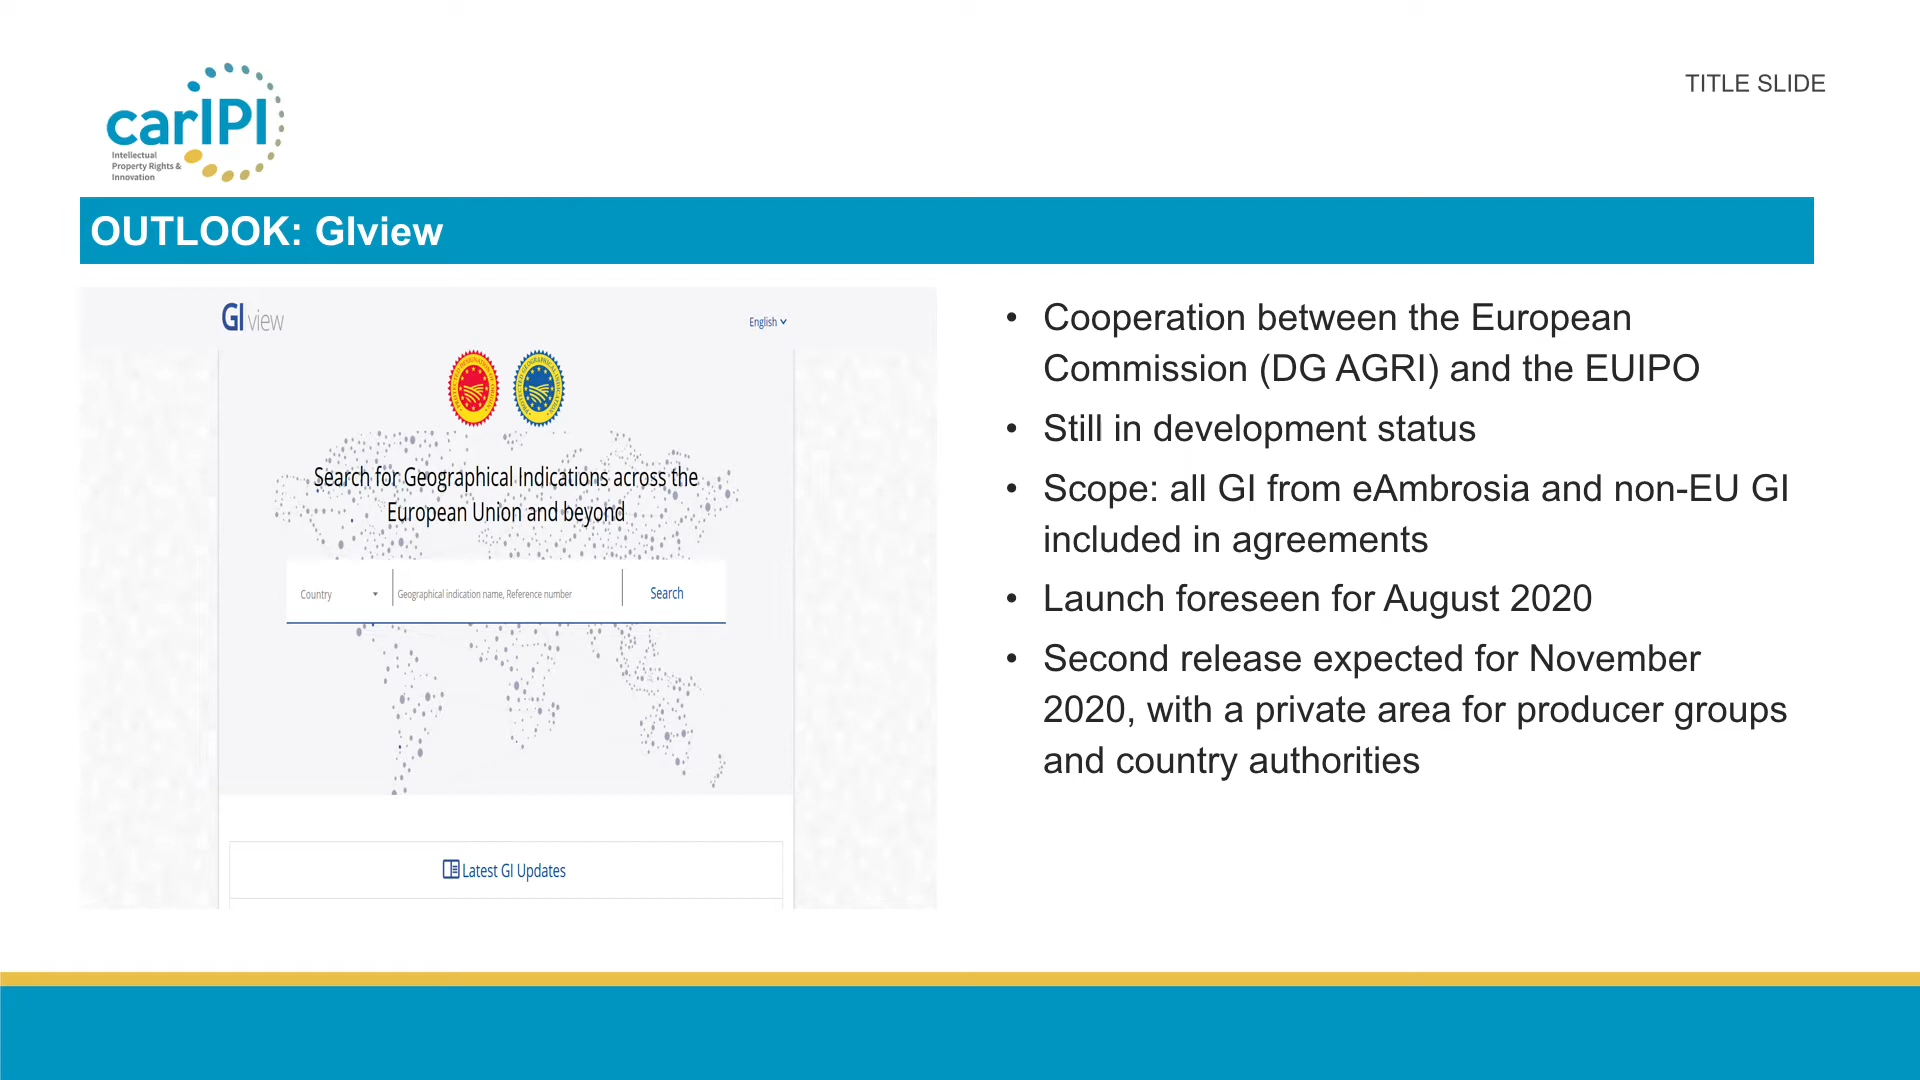 carIPI
Intellectual
Property Rights &
Innovation
TITLE SLIDE
OUTLOOK: GIview
GI view
English
Search for Geographical Indications across the
European Union and beyond
Country
Geographical indication name, Reference number
Search
Latest GI Updates
• Cooperation between the European
Commission (DG AGRI) and the EUIPO
• Still in development status
• Scope: all GI from eAmbrosia and non-EU GI
included in agreements
• Launch foreseen for August 2020
• Second release expected for November
2020, with a private area for producer groups
and country authorities